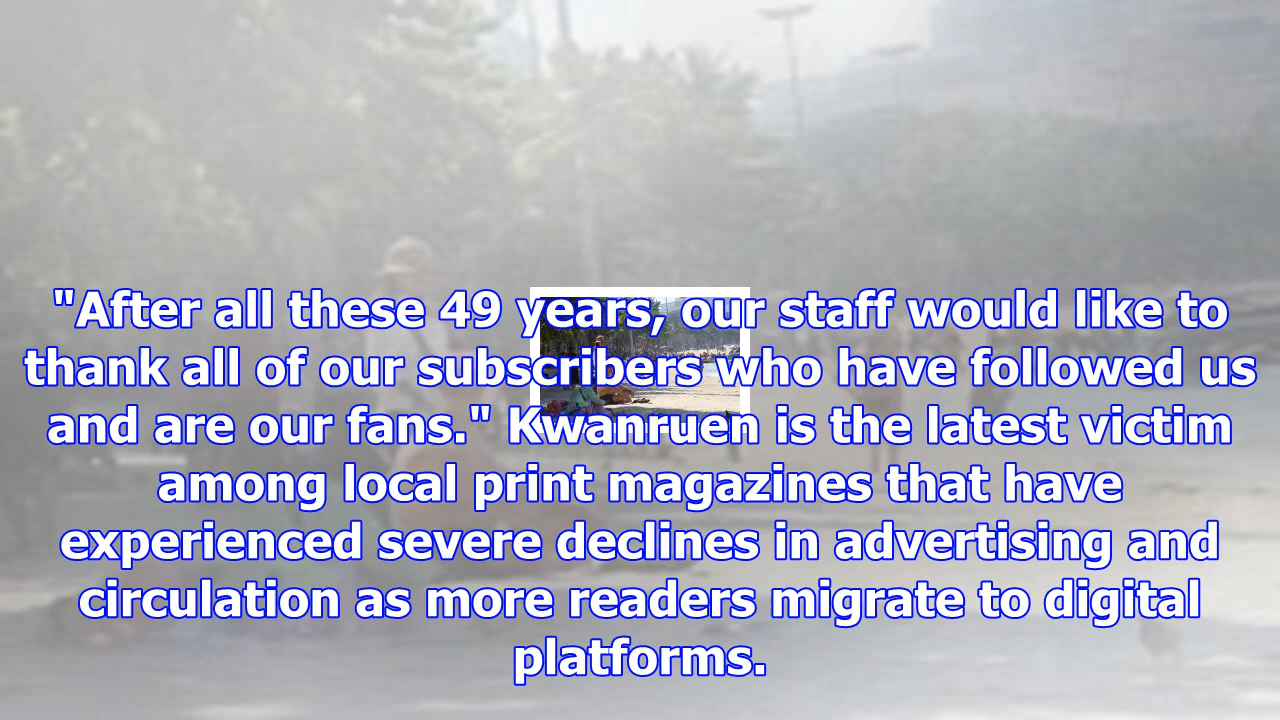 "After all these 49 years, our staff would like to
thank all of our subscribers who have followed us
and are our fans." Kwanruen is the latest victim
among local print magazines that have
experienced severe declines in advertising and
circulation as more readers migrate to digital
platforms.